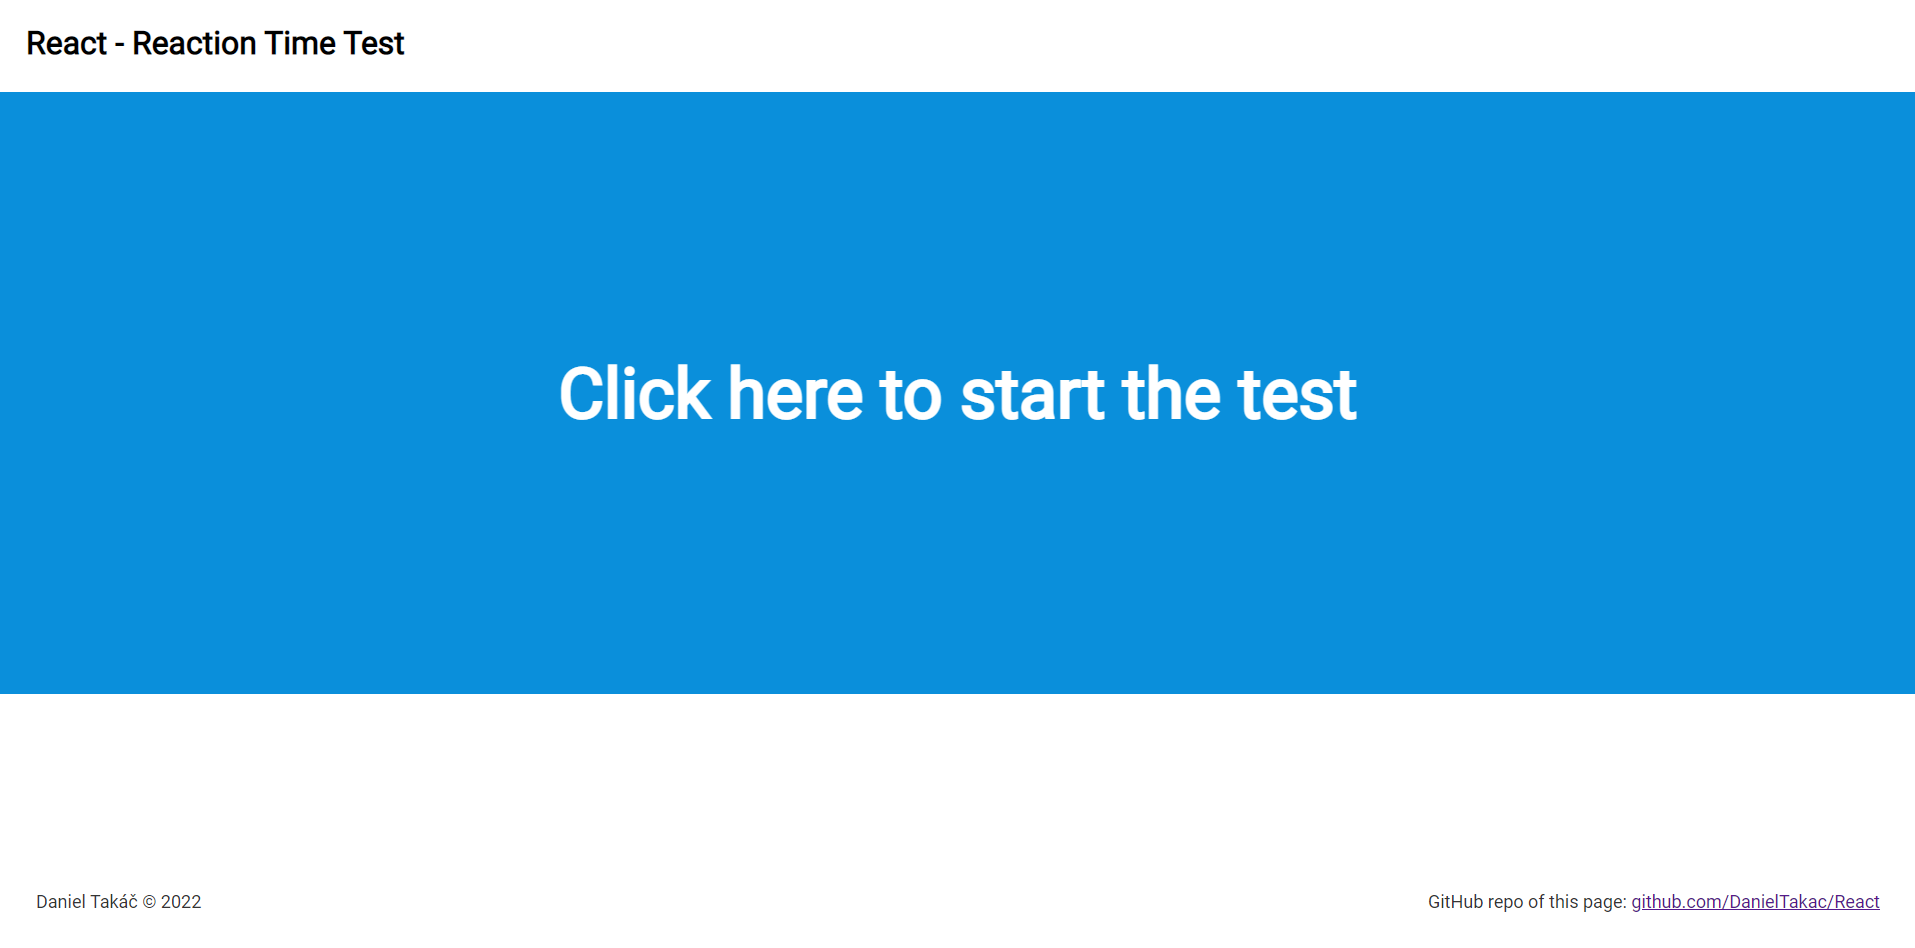 React - Reaction Time Test
Click here to start the test
Daniel Takáč © 2022
GitHub repo of this page: github.com/DanielTakac/React